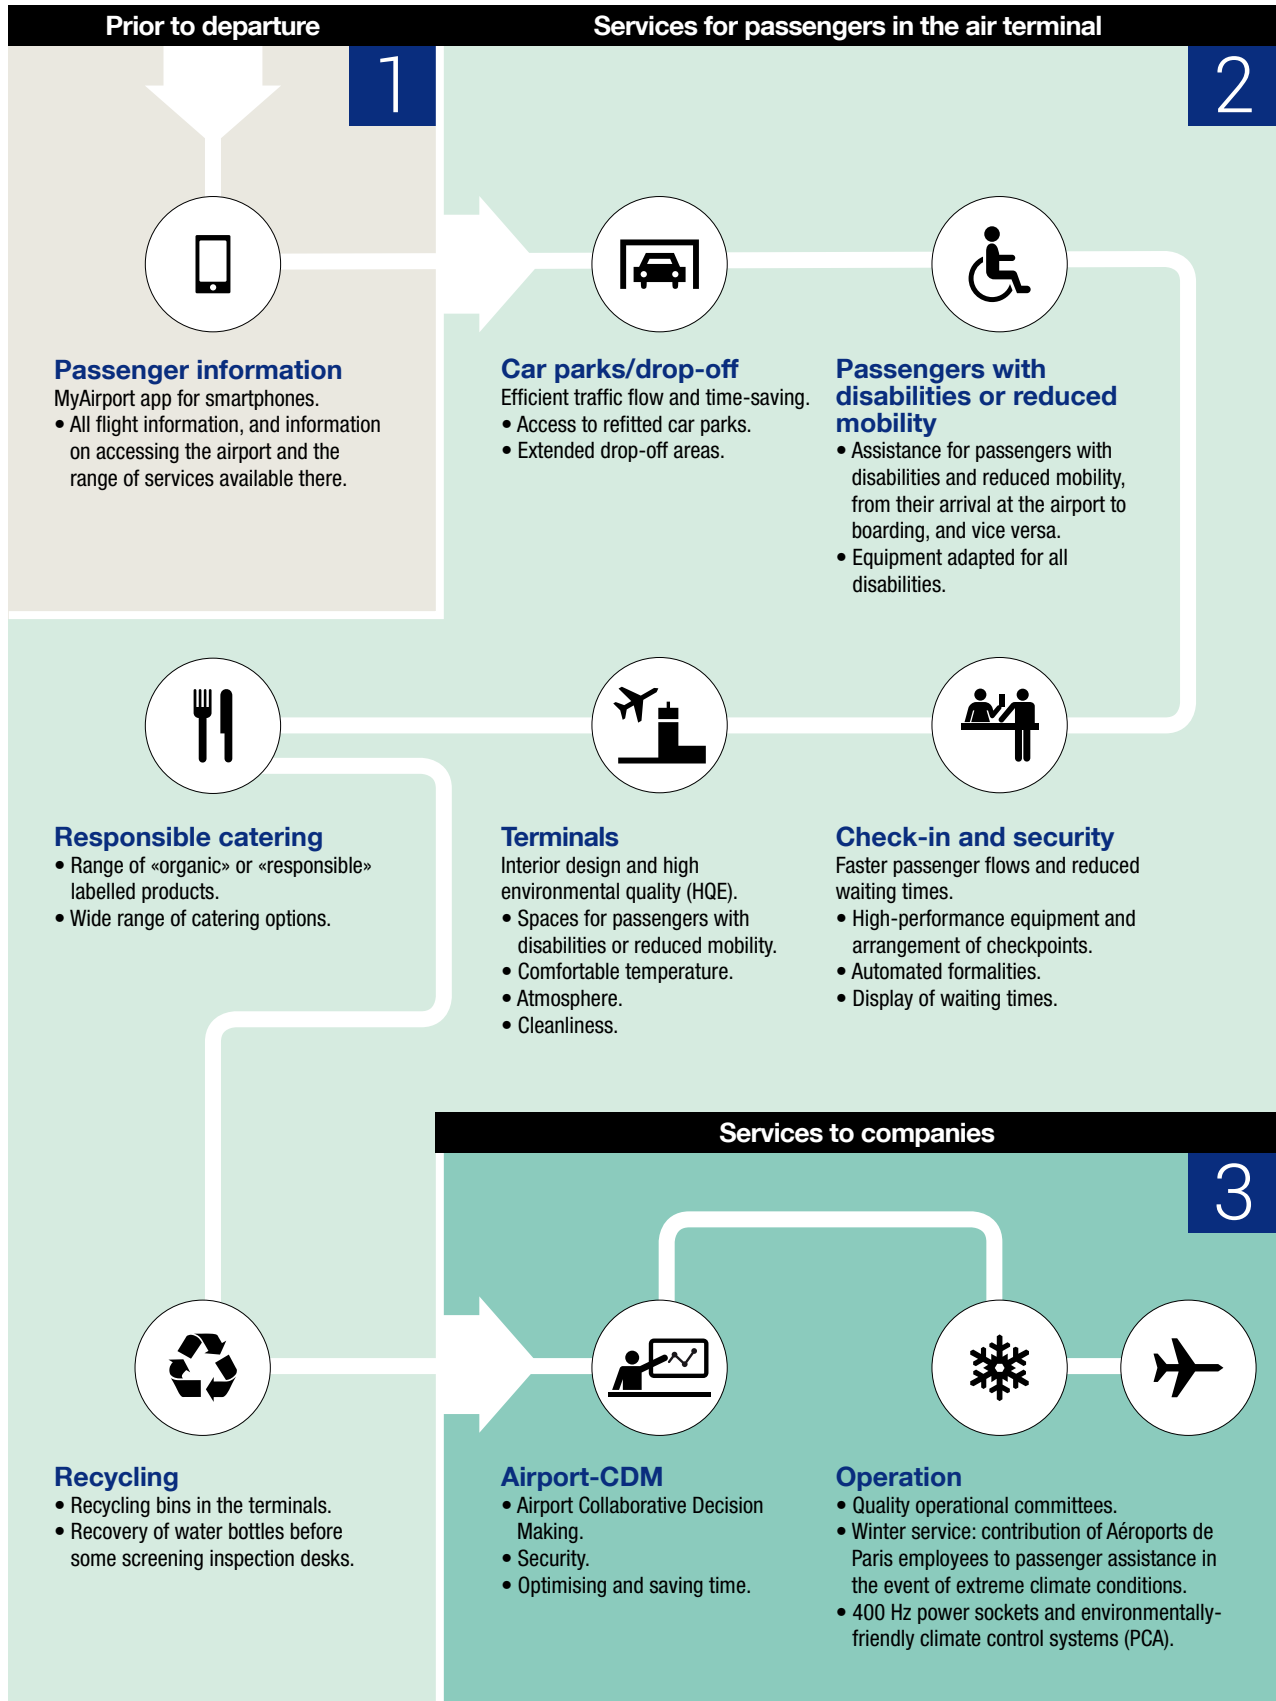 Prior to departure
Services for passengers in the air terminal
1
2
Passenger information
MyAirport app for smartphones.
• All flight information, and information
on accessing the airport and the
range of services available there.
Car parks/drop-off
Efficient traffic flow and time-saving.
• Access to refitted car parks.
• Extended drop-off areas.
Passengers with
disabilities or reduced
mobility
• Assistance for passengers with
disabilities and reduced mobility,
from their arrival at the airport to
boarding, and vice versa.
• Equipment adapted for all
disabilities.
Responsible catering
• Range of «organic» or «responsible»
labelled products.
• Wide range of catering options.
Terminals
Interior design and high
environmental quality (HQE).
• Spaces for passengers with
disabilities or reduced mobility.
• Comfortable temperature.
• Atmosphere.
• Cleanliness.
Check-in and security
Faster passenger flows and reduced
waiting times.
• High-performance equipment and
arrangement of checkpoints.
• Automated formalities.
• Display of waiting times.
Services to companies
3
Recycling
• Recycling bins in the terminals.
• Recovery of water bottles before
some screening inspection desks.
Airport-CDM
• Airport Collaborative Decision
Making.
• Security.
• Optimising and saving time.
Operation
• Quality operational committees.
• Winter service: contribution of Aéroports de
Paris employees to passenger assistance in
the event of extreme climate conditions.
• 400 Hz power sockets and environmentally-
friendly climate control systems (PCA).